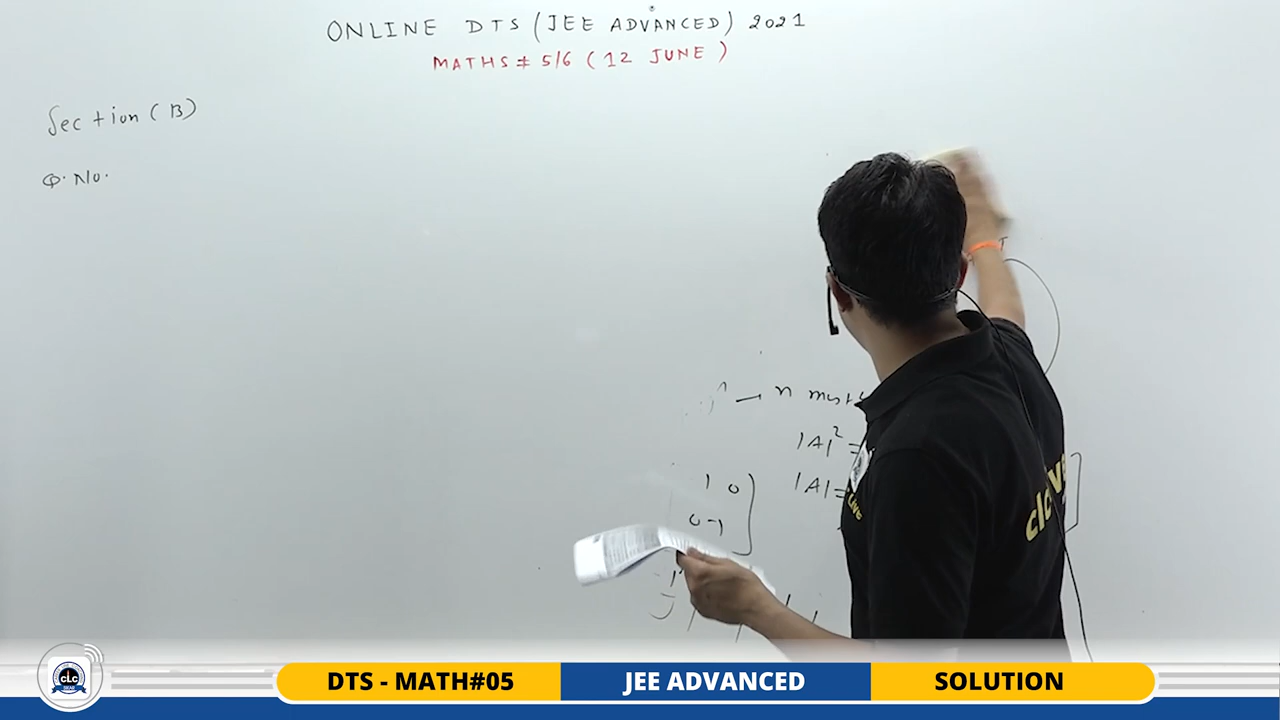 ONLINE DTS (JEE ADVANCED) 2021
MATHS # 5/6 (12 JUNE)
Section (B)
Q. No.
n must
|A|² =
|A| =
1 0
0 -1
clc
DTS - MATH#05
JEE ADVANCED
SOLUTION